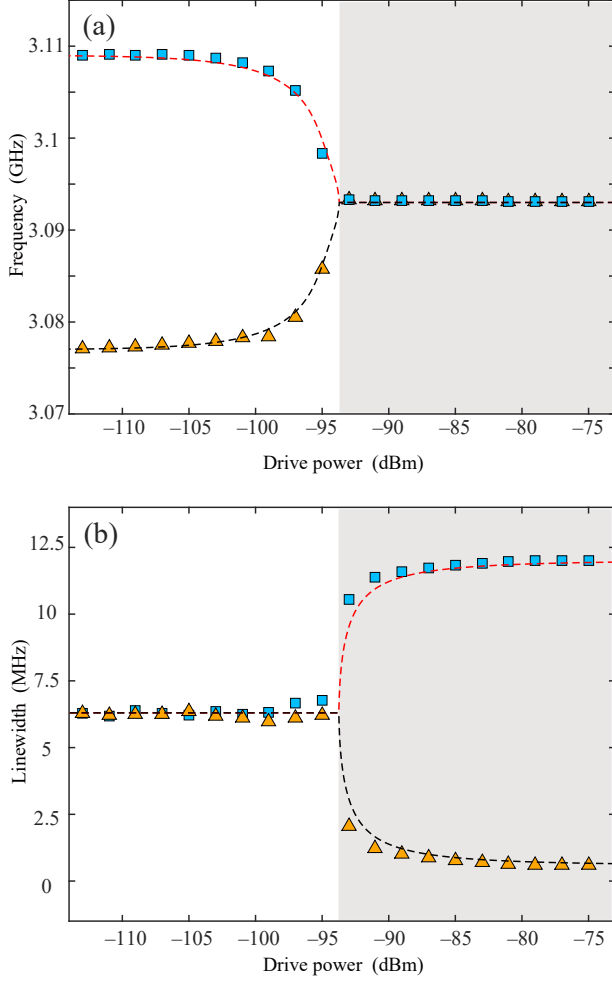 (a)
3.11
3.1
3.09
3.08
3.07
Frequency (GHz)
−110 −105 −100 −95 −90 −85 −80 −75
Drive power (dBm)
(b)
12.5
10
7.5
5
2.5
0
Linewidth (MHz)
−110 −105 −100 −95 −90 −85 −80 −75
Drive power (dBm)